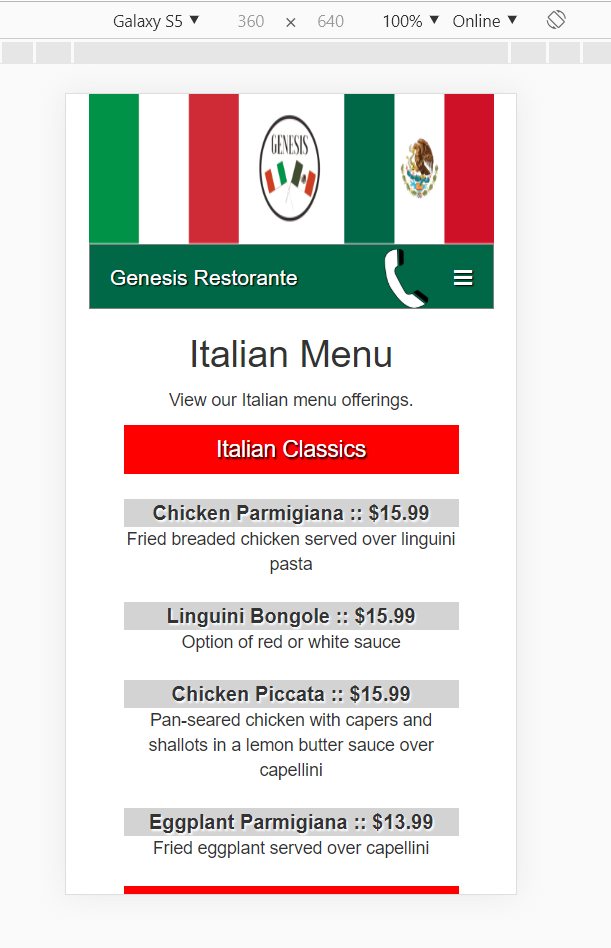 Galaxy S5 ▼ 360 × 640 100% ▼ Online ▼
GENESIS
Genesis Restorante
Italian Menu
View our Italian menu offerings.
Italian Classics
Chicken Parmigiana :: $15.99
Fried breaded chicken served over linguini
pasta
Linguini Bongole :: $15.99
Option of red or white sauce
Chicken Piccata :: $15.99
Pan-seared chicken with capers and
shallots in a lemon butter sauce over
capellini
Eggplant Parmigiana :: $13.99
Fried eggplant served over capellini